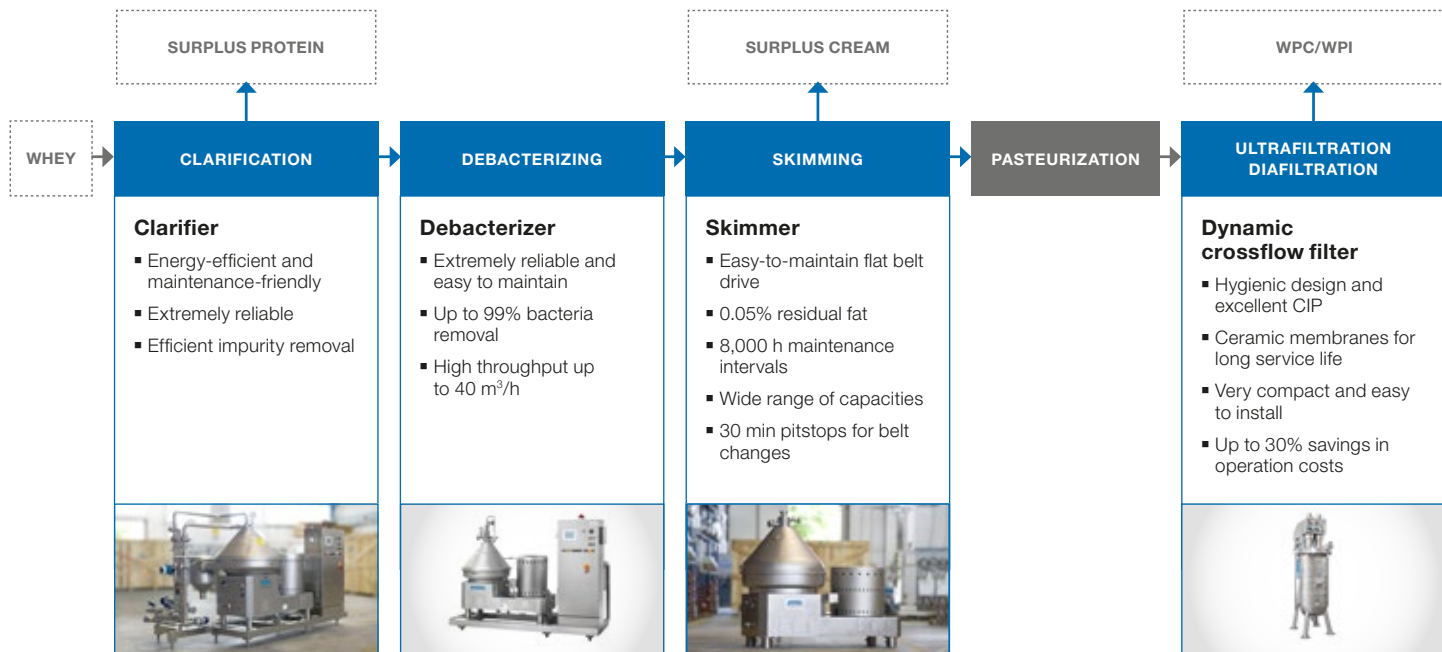 SURPLUS PROTEIN
SURPLUS CREAM
WPC/WPI
WHEY
CLARIFICATION
DEBACTERIZING
SKIMMING
PASTEURIZATION
ULTRAFILTRATION
DIAFILTRATION
Clarifier
▪ Energy-efficient and
maintenance-friendly
▪ Extremely reliable
▪ Efficient impurity removal
Debacterizer
▪ Extremely reliable and
easy to maintain
▪ Up to 99% bacteria
removal
▪ High throughput up
to 40 m³/h
Skimmer
▪ Easy-to-maintain flat belt
drive
▪ 0.05% residual fat
▪ 8,000 h maintenance
intervals
▪ Wide range of capacities
▪ 30 min pitstops for belt
changes
Dynamic
crossflow filter
▪ Hygienic design and
excellent CIP
▪ Ceramic membranes for
long service life
▪ Very compact and easy
to install
▪ Up to 30% savings in
operation costs